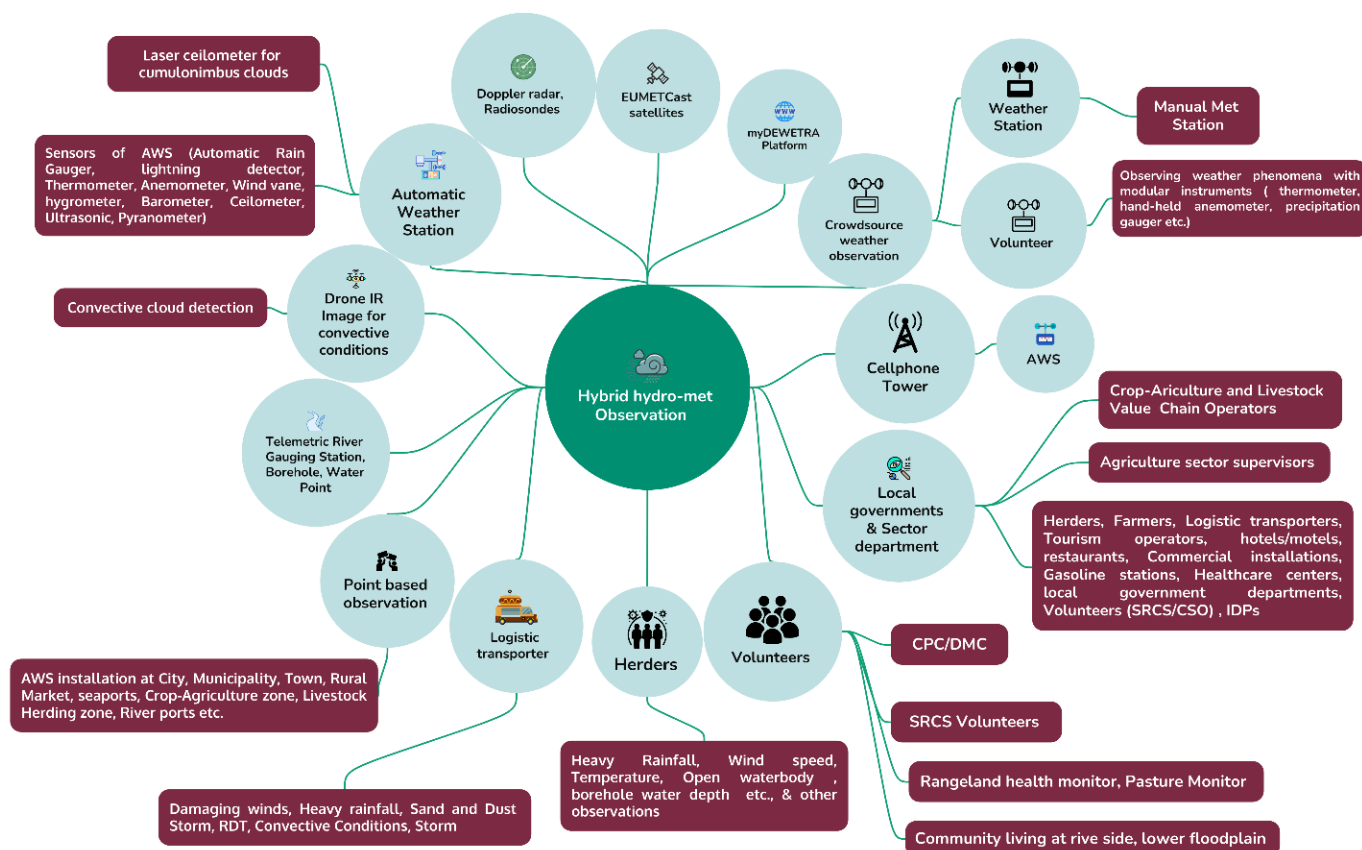 Laser ceilometer for
cumulonimbus clouds
Doppler radar,
Radiosondes
EUMETCast
satellites
www
myDEWETRA
Platform
Weather
Station
Manual Met
Station
Sensors of AWS (Automatic Rain
Gauger, lightning detector,
Thermometer, Anemometer, Wind vane,
hygrometer, Barometer, Ceilometer,
Ultrasonic, Pyranometer)
Automatic
Weather
Station
Crowdsource
weather
observation
Volunteer
Observing weather phenomena with
modular instruments ( thermometer,
hand-held anemometer, precipitation
gauger etc.)
Convective cloud detection
Drone IR
Image for
convective
conditions
Hybrid hydro-met
Observation
Cellphone
Tower
AWS
Telemetric River
Gauging Station,
Borehole, Water
Point
Local
governments
& Sector
department
Crop-Ariculture and Livestock
Value Chain Operators
Agriculture sector supervisors
Herders, Farmers, Logistic transporters,
Tourism operators, hotels/motels,
restaurants, Commercial installations,
Gasoline stations, Healthcare centers,
local government departments,
Volunteers (SRCS/CSO) , IDPs
Point based
observation
Logistic
transporter
Herders
Volunteers
CPC/DMC
SRCS Volunteers
Rangeland health monitor, Pasture Monitor
Community living at rive side, lower floodplain
AWS installation at City, Municipality, Town, Rural
Market, seaports, Crop-Agriculture zone, Livestock
Herding zone, River ports etc.
Damaging winds, Heavy rainfall, Sand and Dust
Storm, RDT, Convective Conditions, Storm
Heavy Rainfall, Wind speed,
Temperature, Open waterbody ,
borehole water depth etc., & other
observations